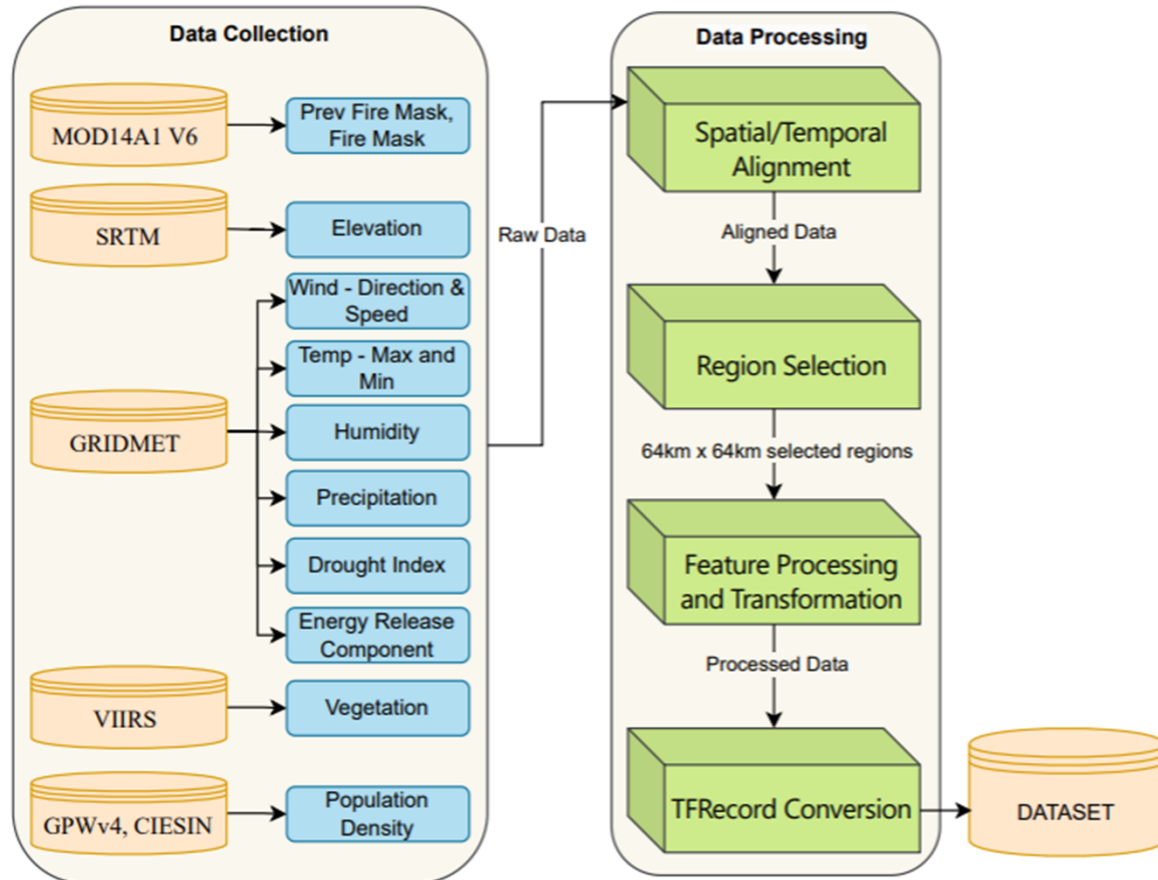 Data Collection
MOD14A1 V6
Prev Fire Mask,
Fire Mask
SRTM
Elevation
GRIDMET
Wind - Direction &
Speed
Temp - Max and
Min
Humidity
Precipitation
Drought Index
Energy Release
Component
VIIRS
Vegetation
GPWv4, CIESIN
Population
Density
Raw Data
Data Processing
Spatial/Temporal
Alignment
Aligned Data
Region Selection
64km x 64km selected regions
Feature Processing
and Transformation
Processed Data
TFRecord Conversion
DATASET